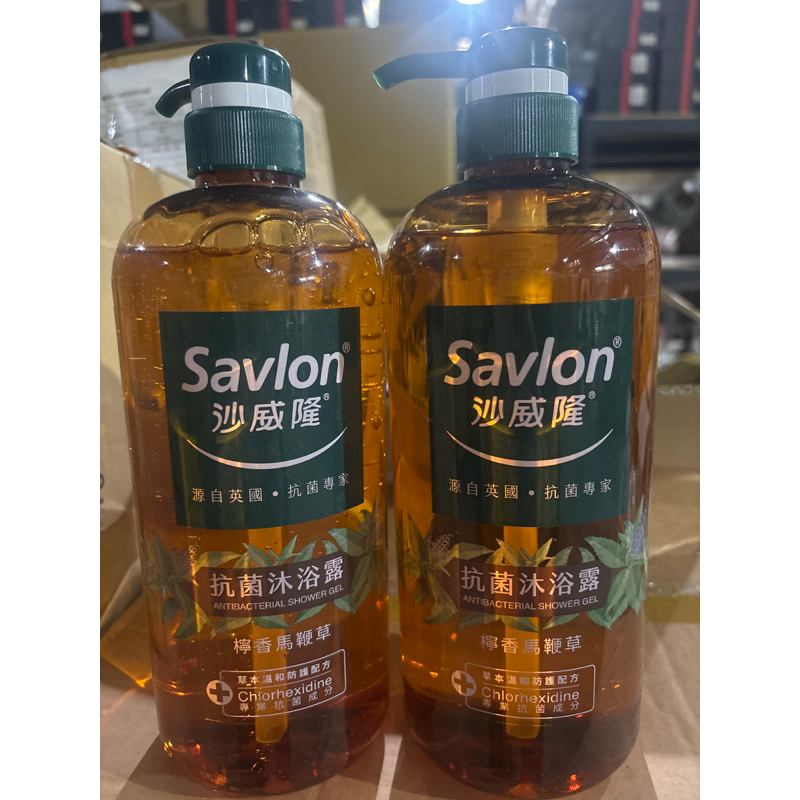 Savlon®
沙威隆®
源自英國・抗菌專家
抗菌沐浴露
ANTIBACTERIAL SHOWER GEL
檸香馬鞭草
草本溫和防護配方
Chlorhexidine
專業抗菌成分
Savlon®
沙威隆®
源自英國・抗菌專家
抗菌沐浴露
ANTIBACTERIAL SHOWER GEL
檸香馬鞭草
草本溫和防護配方
Chlorhexidine
專業抗菌成分